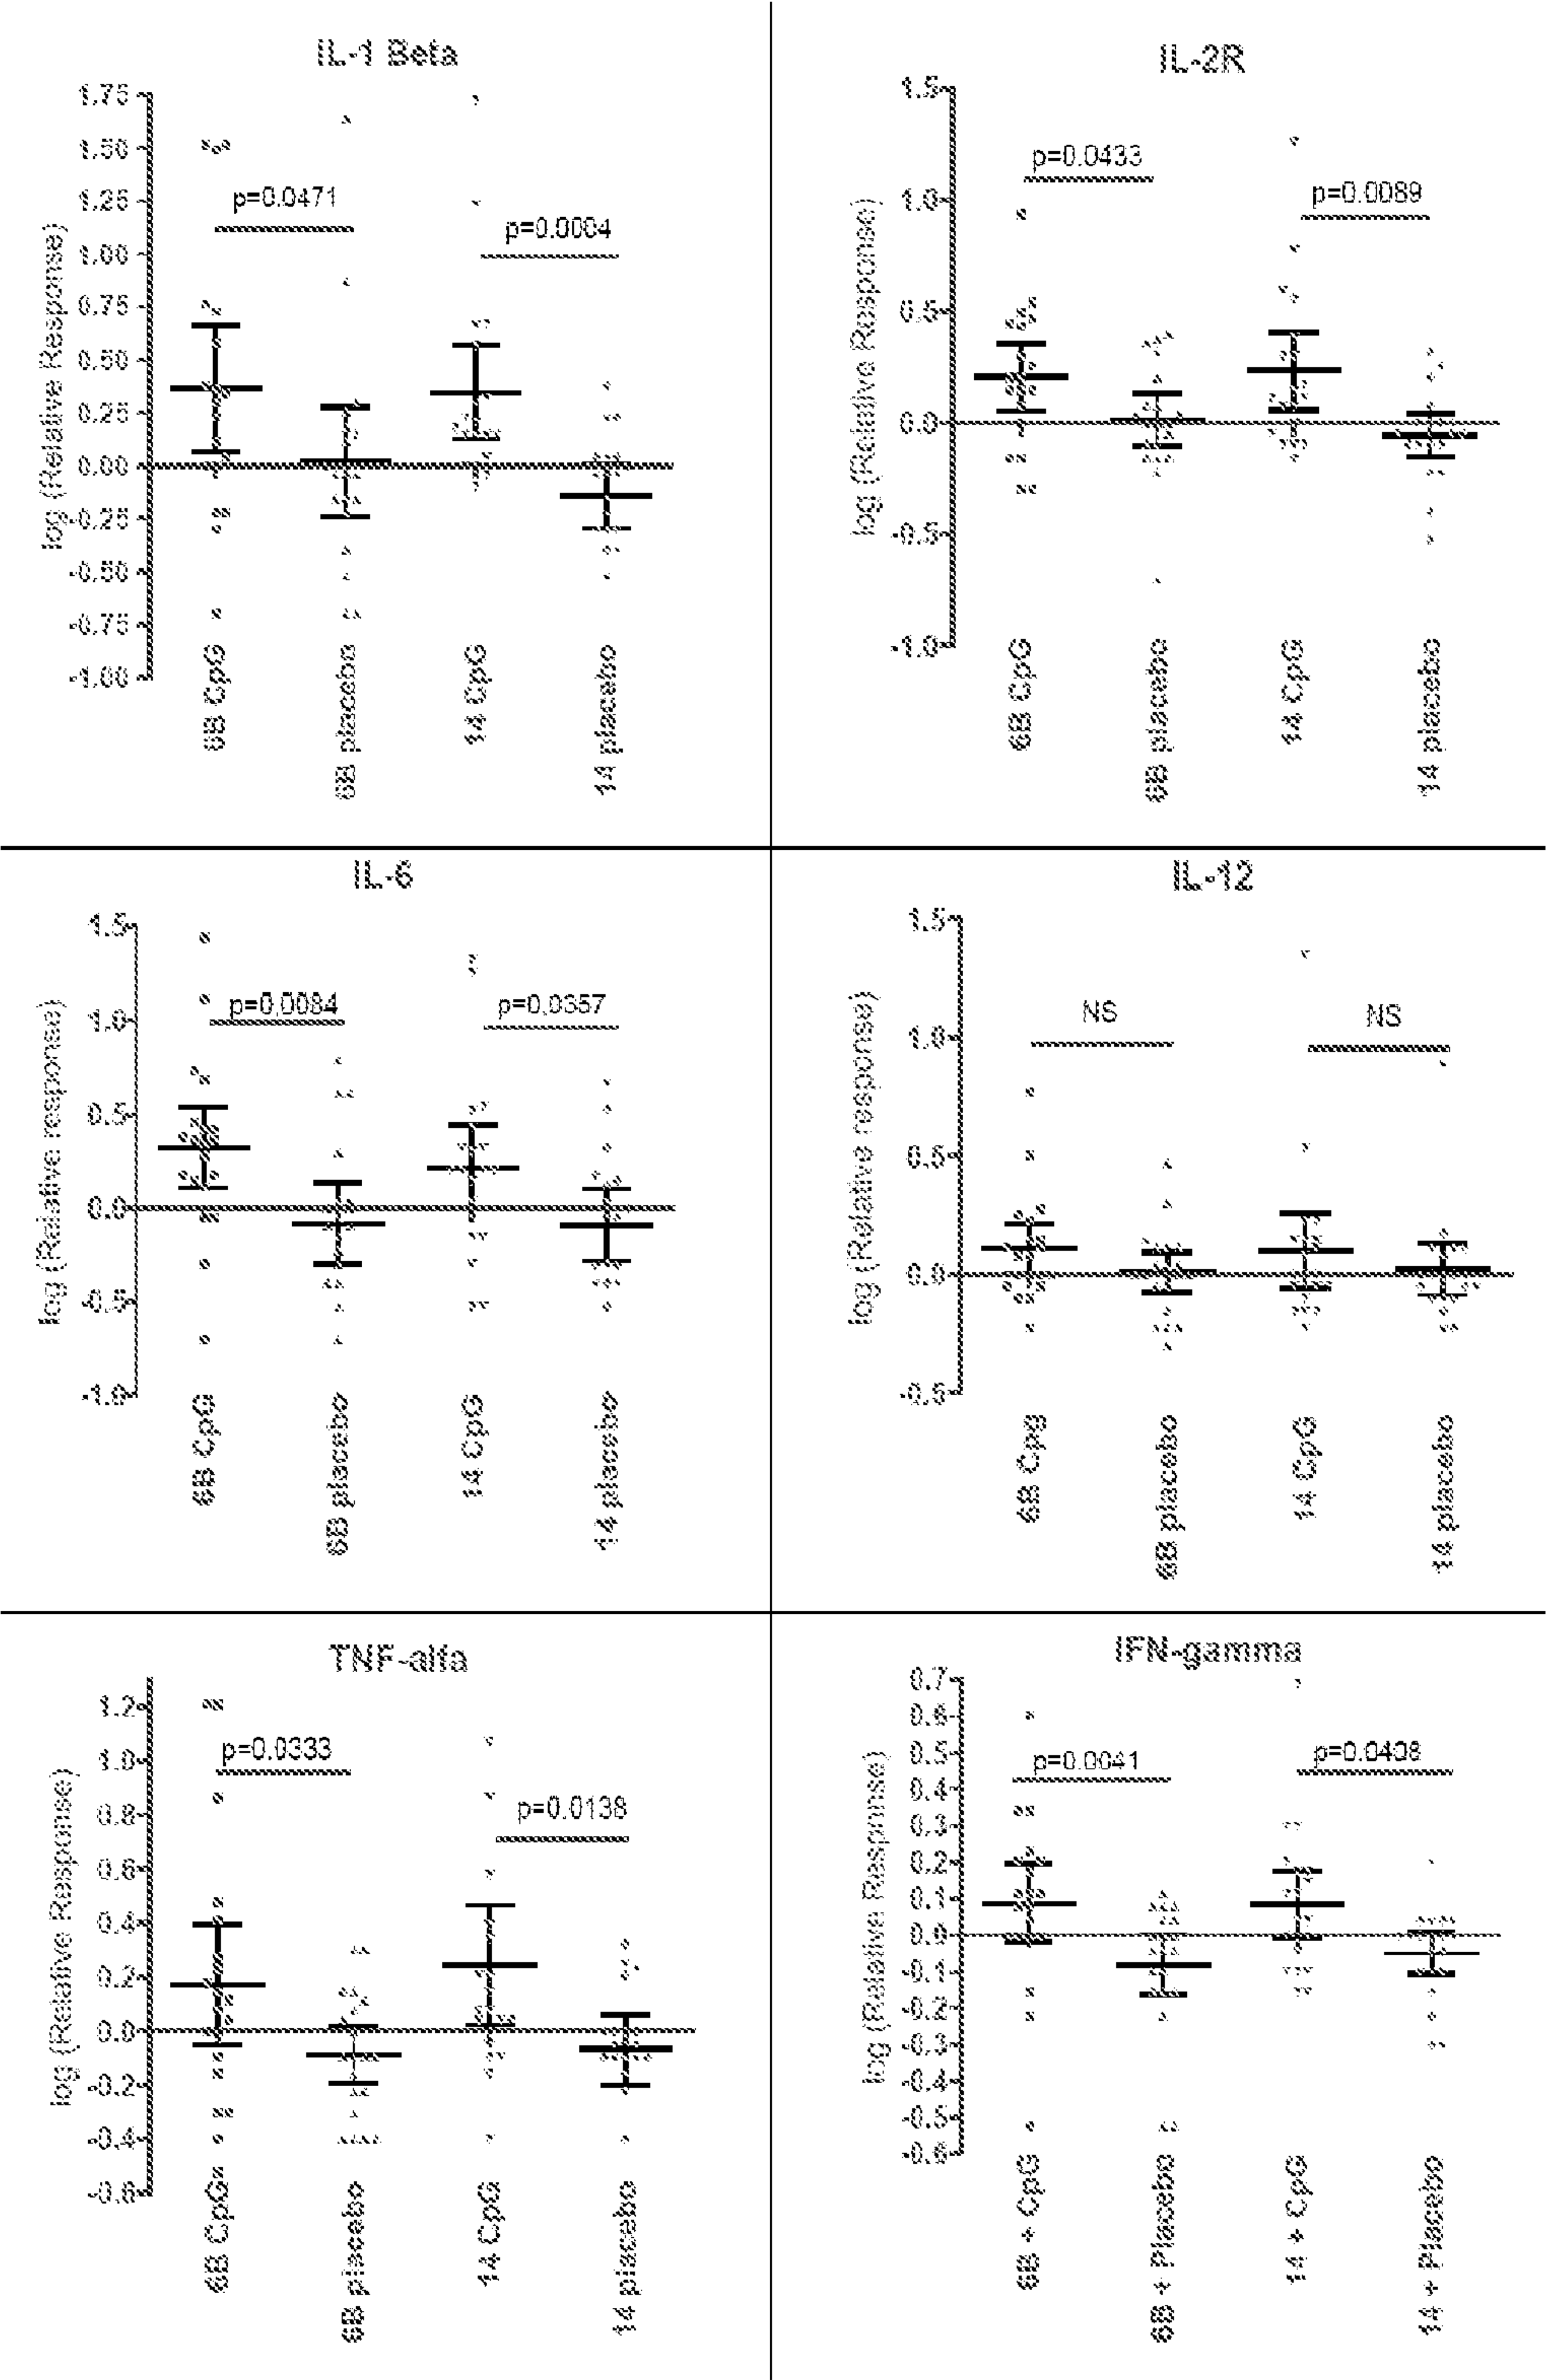 IL-1 Beta
log (Relative Response)
1.75
1.50
1.25
1.00
0.75
0.50
0.25
0.00
-0.25
-0.50
-0.75
-1.00
p=0.0471
p=0.0004
6B CpG
6B placebo
14 CpG
14 placebo
IL-2R
log (Relative Response)
1.5
1.0
0.5
0.0
-0.5
-1.0
p=0.0433
p=0.0089
6B CpG
6B placebo
14 CpG
14 placebo
IL-6
log (Relative response)
1.5
1.0
0.5
0.0
-0.5
-1.0
p=0.0084
p=0.0357
6B CpG
6B placebo
14 CpG
14 placebo
IL-12
log (Relative response)
1.5
1.0
0.5
0.0
-0.5
NS
NS
6B Cpg
6B placebo
14 CpG
14 placebo
TNF-alfa
log (Relative Response)
1.2
1.0
0.8
0.6
0.4
0.2
0.0
-0.2
-0.4
-0.6
p=0.0333
p=0.0138
6B CpG
6B placebo
14 CpG
14 placebo
IFN-gamma
log (Relative Response)
0.7
0.6
0.5
0.4
0.3
0.2
0.1
0.0
-0.1
-0.2
-0.3
-0.4
-0.5
-0.6
p=0.0041
p=0.0408
6B + CpG
6B + Placebo
14 + CpG
14 + Placebo